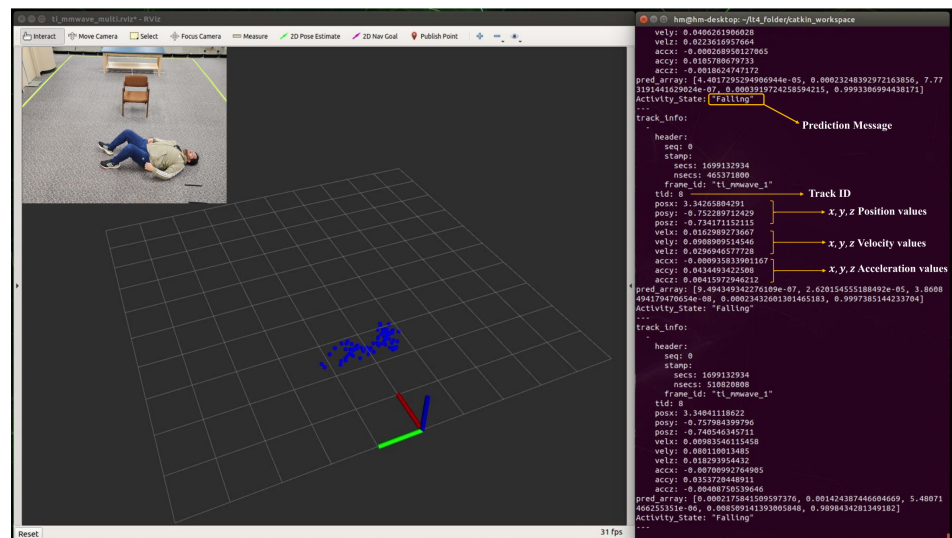 ti_mmwave_multi.rviz* - RViz
Interact Move Camera Select Focus Camera Measure 2D Pose Estimate 2D Nav Goal Publish Point
Reset
31 fps
hm@hm-desktop: ~/lt4_folder/catkin_workspace
vely: 0.0406261906028
velz: 0.0223616957664
accx: -0.000268950127065
accy: 0.0105780679733
accz: -0.0018624747172
pred_array: [4.4017295294906944e-05, 0.00023248392972163856, 7.77
3191441629024e-07, 0.0003919724258594215, 0.9993306994438171]
Activity_State: "Falling"
Prediction Message
---
track_info:
-
header:
seq: 0
stamp:
secs: 1699132934
nsecs: 465371800
frame_id: "ti_mmwave_1"
tid: 8
Track ID
posx: 3.34265804291
posy: -0.752289712429
posz: -0.734171152115
x, y, z Position values
velx: 0.0162989273667
vely: 0.0908909514546
velz: 0.0296946577728
x, y, z Velocity values
accx: -0.000935833901167
accy: 0.0434493422508
accz: 0.00415972946212
x, y, z Acceleration values
pred_array: [9.494349342276109e-07, 2.620154555188492e-05, 3.8608
494179470654e-08, 0.00023432601301465183, 0.9997385144233704]
Activity_State: "Falling"
---
track_info:
-
header:
seq: 0
stamp:
secs: 1699132934
nsecs: 510820808
frame_id: "ti_mmwave_1"
tid: 8
posx: 3.34041118622
posy: -0.757984399796
posz: -0.740546345711
velx: 0.00983546115458
vely: 0.080110013485
velz: 0.018293954432
accx: -0.00700992764905
accy: 0.0353720448911
accz: -0.00408750539646
pred_array: [0.0002175841509597376, 0.001424387446604669, 5.48071
466255351e-06, 0.008509141393005848, 0.9898434281349182]
Activity_State: "Falling"
---